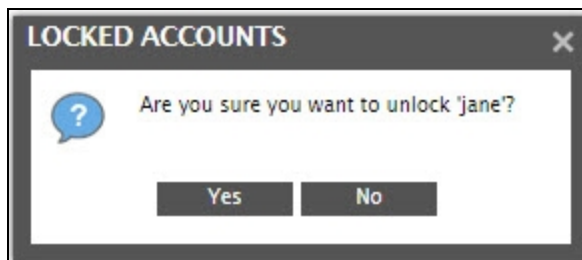 LOCKED ACCOUNTS
Are you sure you want to unlock 'jane'?
Yes No